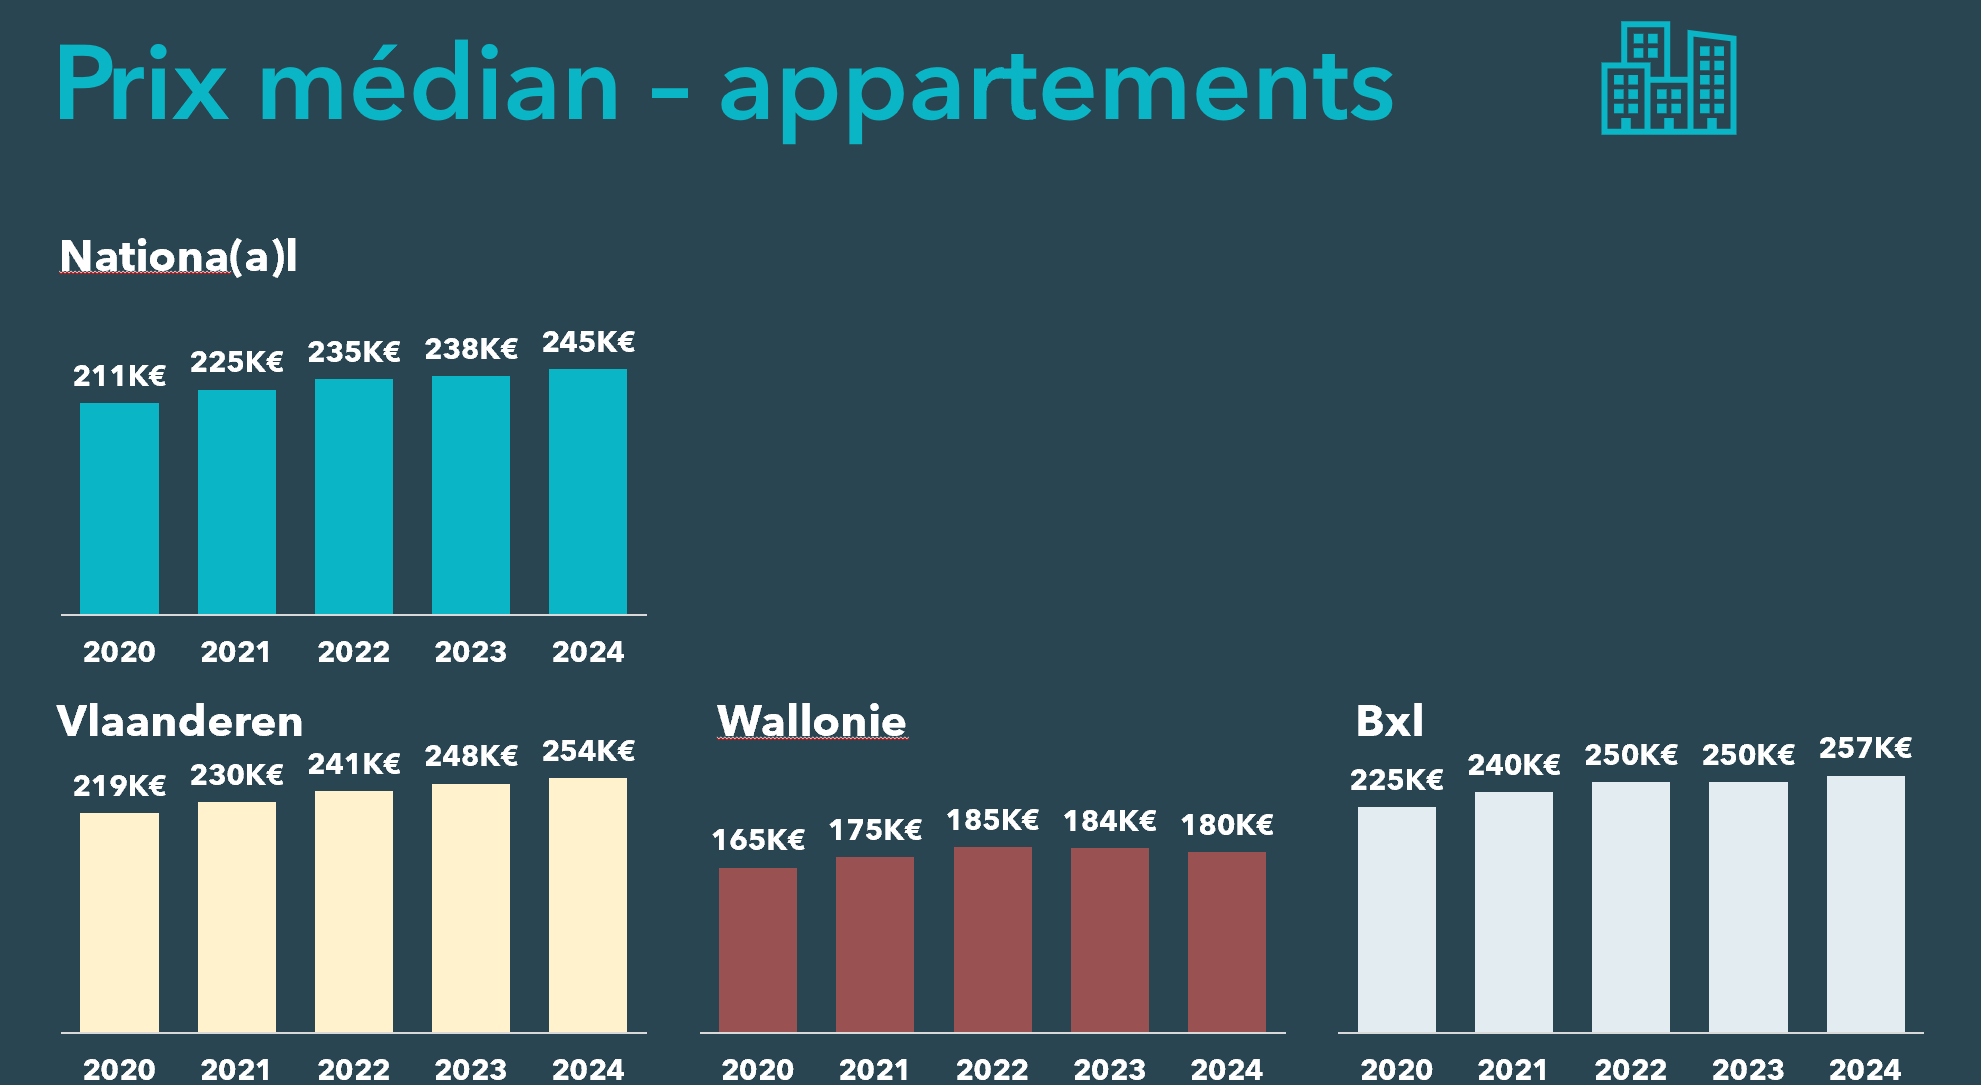 Prix médian – appartements
Nationa(a)l
211K€ 225K€ 235K€ 238K€ 245K€
2020 2021 2022 2023 2024
Vlaanderen
219K€ 230K€ 241K€ 248K€ 254K€
2020 2021 2022 2023 2024
Wallonie
165K€ 175K€ 185K€ 184K€ 180K€
2020 2021 2022 2023 2024
Bxl
225K€ 240K€ 250K€ 250K€ 257K€
2020 2021 2022 2023 2024